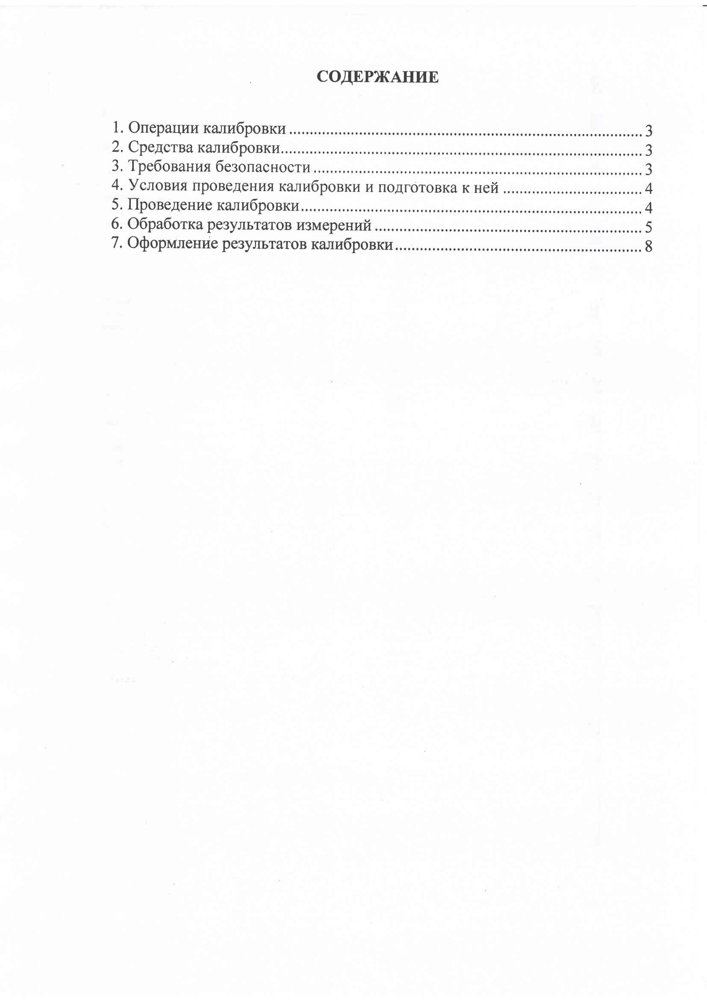 СОДЕРЖАНИЕ
1. Операции калибровки ........................................................................................ 3
2. Средства калибровки........................................................................................ 3
3. Требования безопасности ................................................................................ 3
4. Условия проведения калибровки и подготовка к ней .................................. 4
5. Проведение калибровки................................................................................... 4
6. Обработка результатов измерений ................................................................. 5
7. Оформление результатов калибровки............................................................ 8